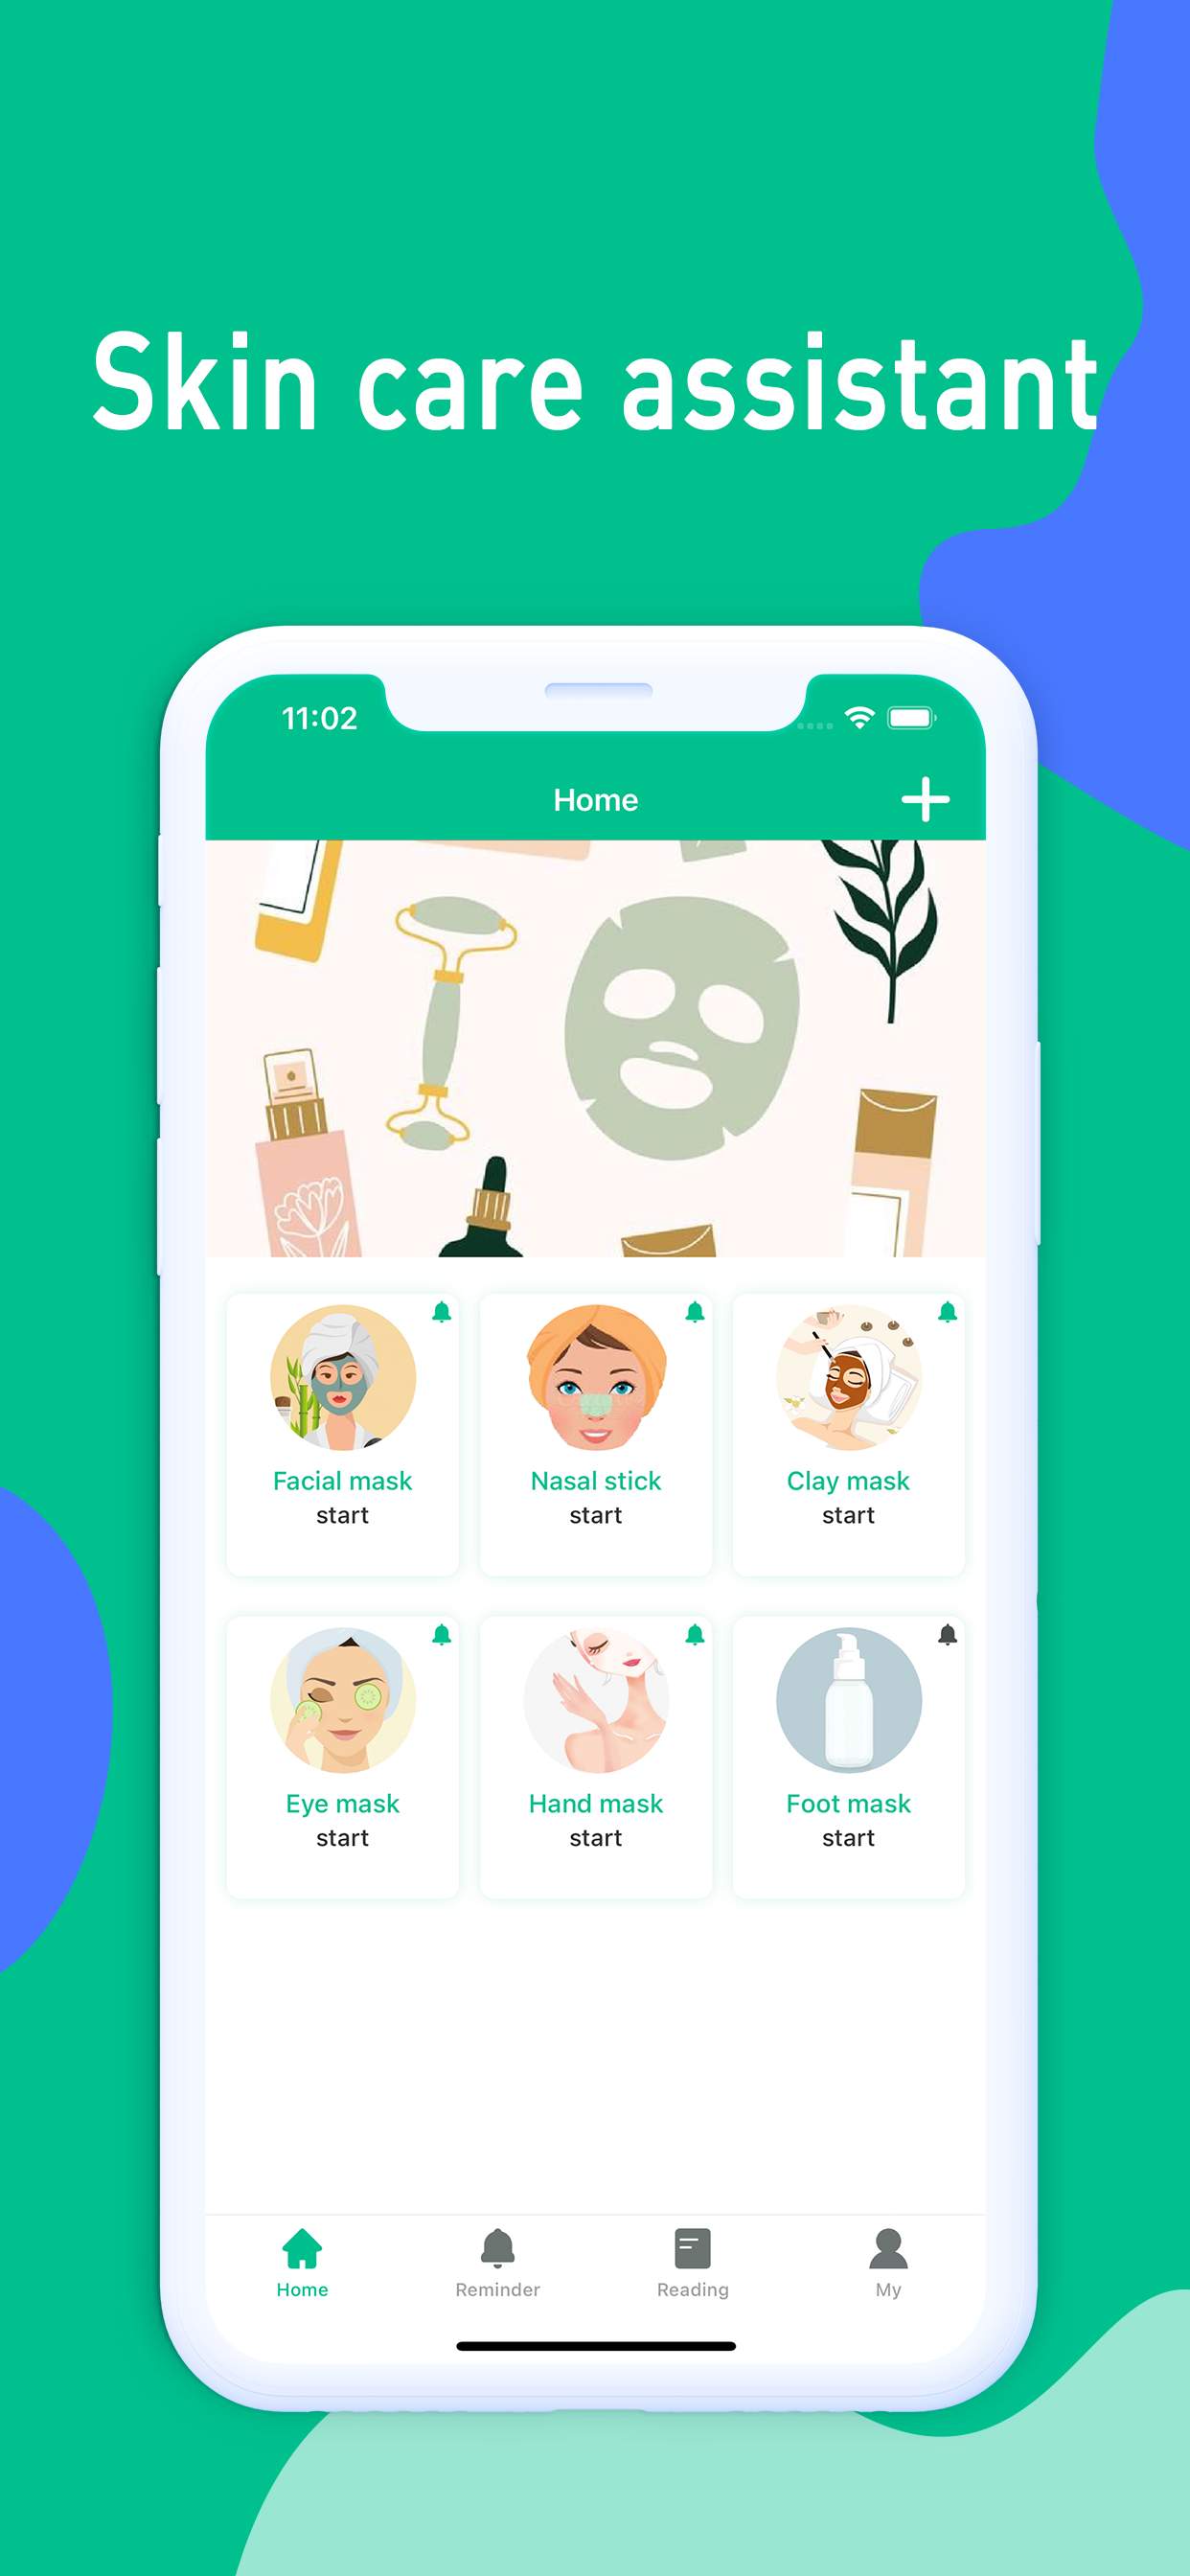 Skin care assistant
11:02
Home
Facial mask
start
Nasal stick
start
Clay mask
start
Eye mask
start
Hand mask
start
Foot mask
start
Home
Reminder
Reading
My